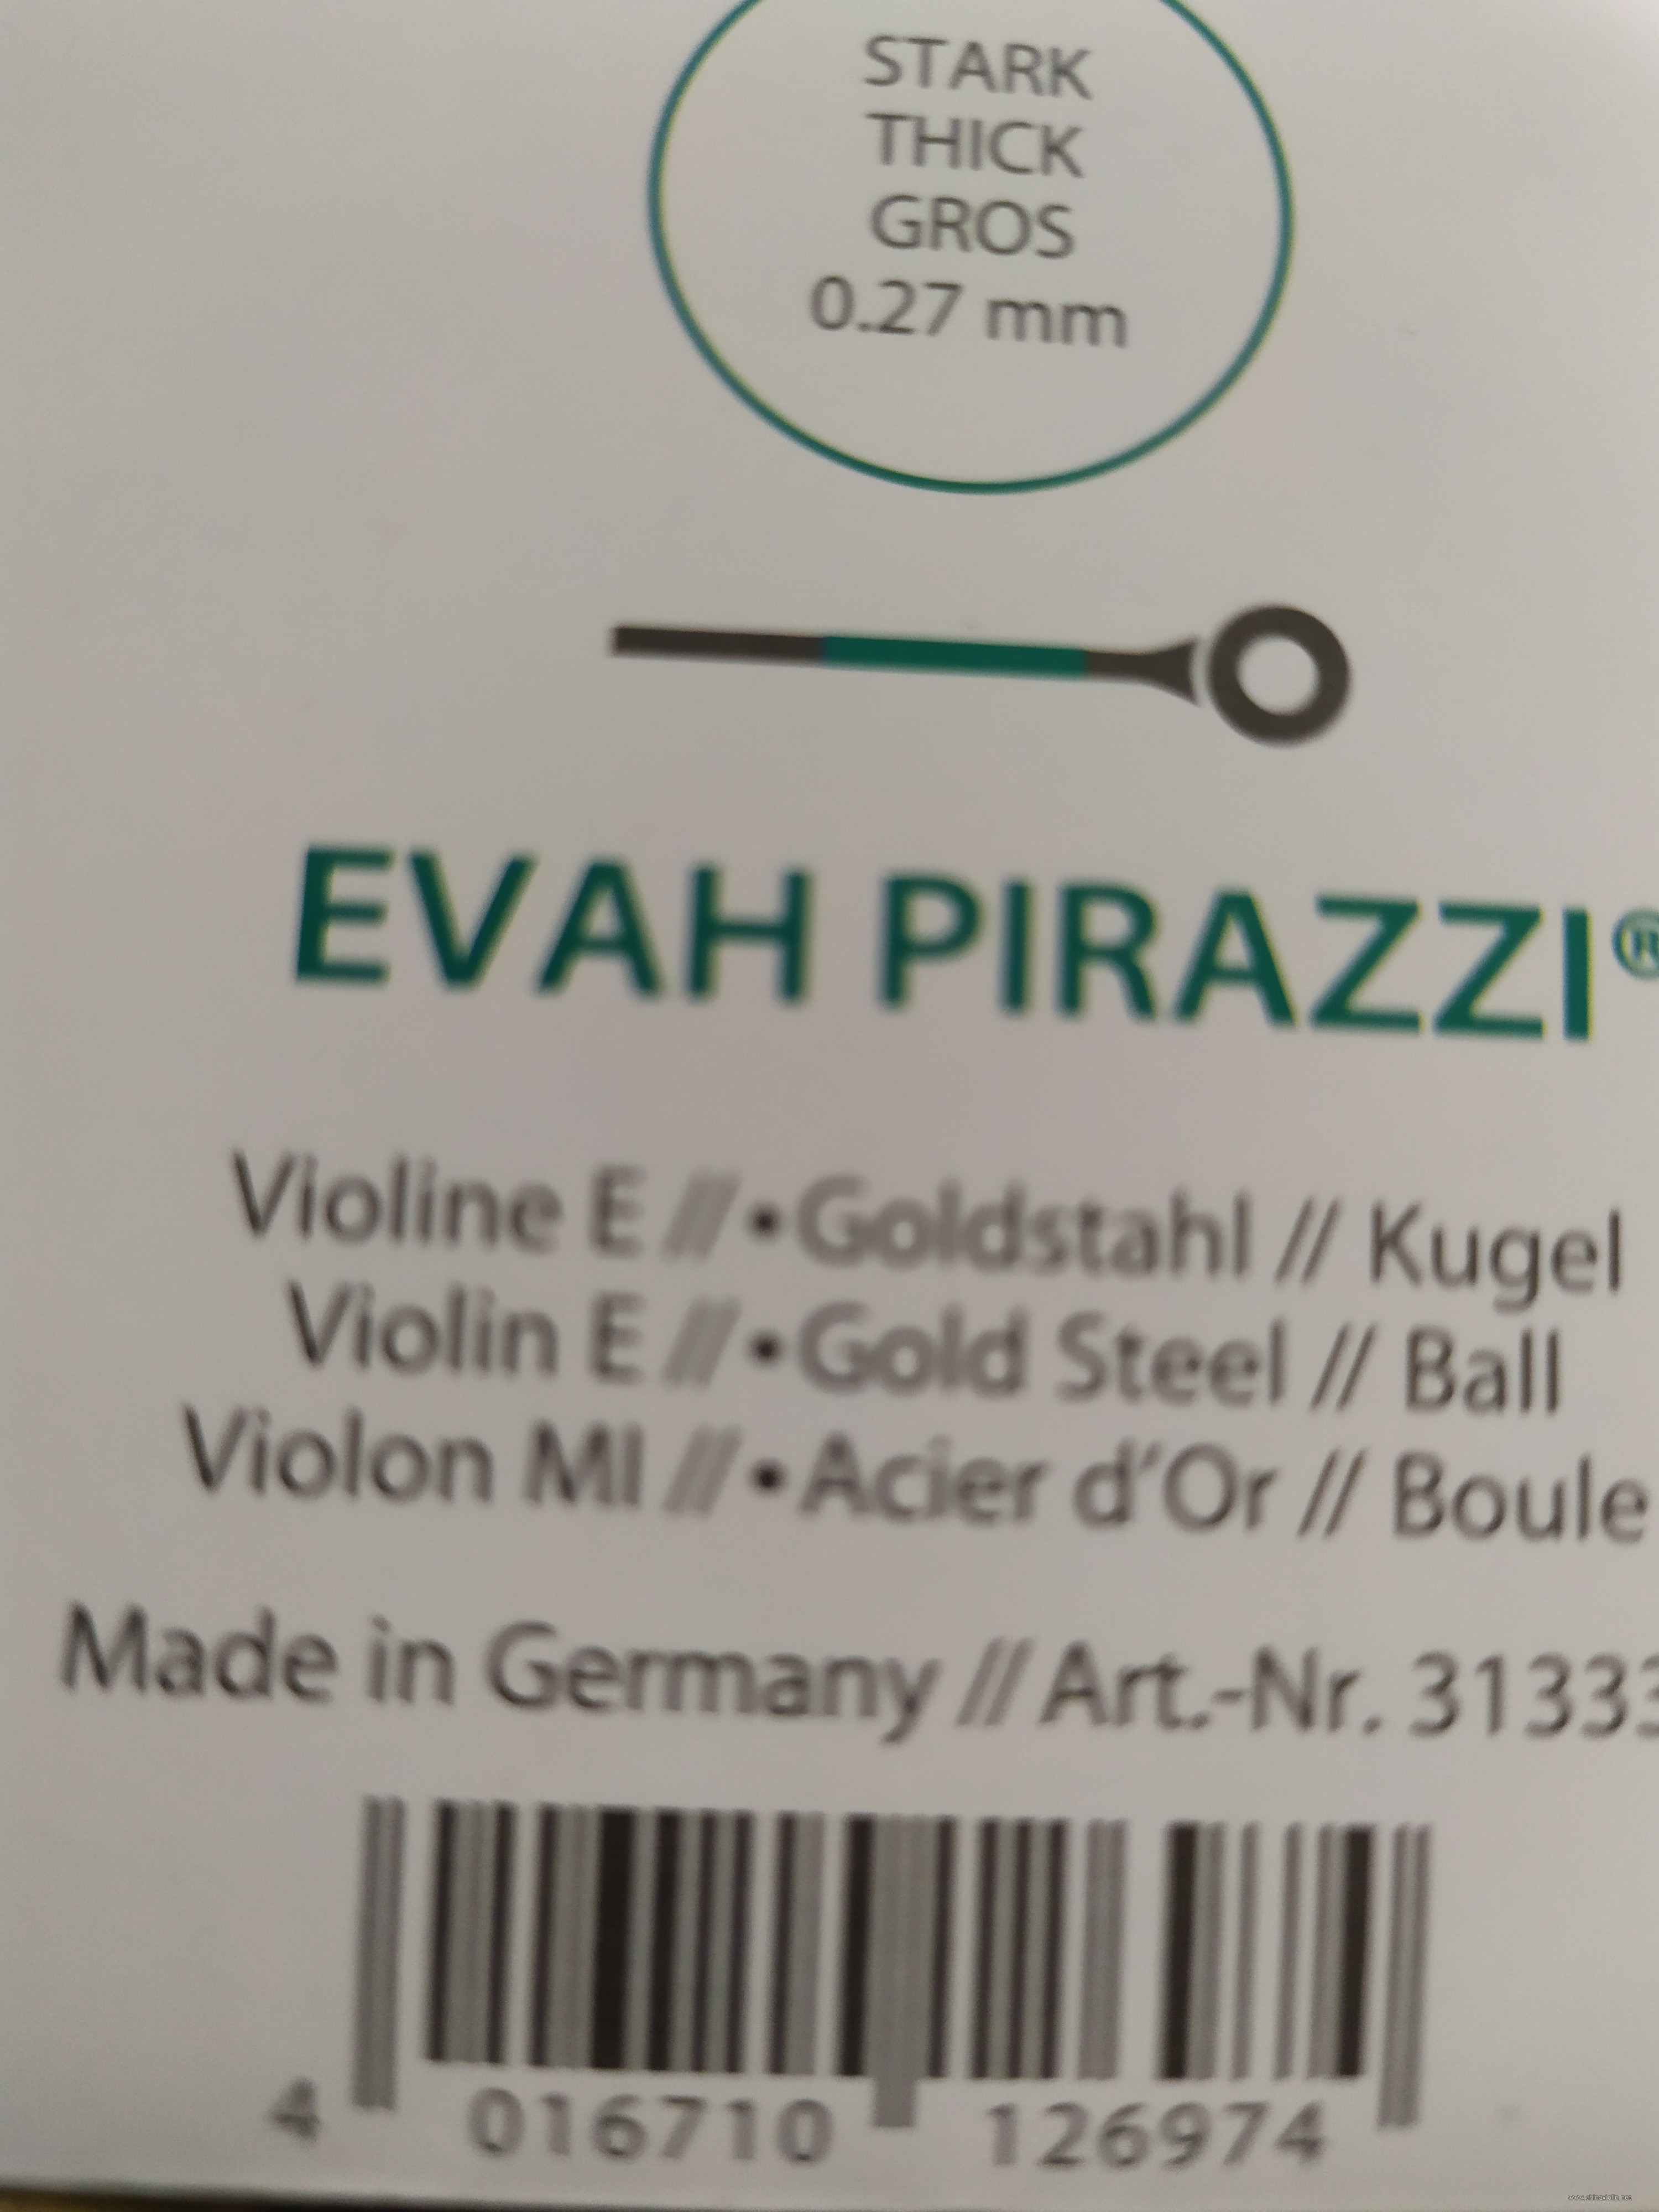 STARK
THICK
GROS
0.27 mm
EVAH PIRAZZI®
Violine E // • Goldstahl // Kugel
Violin E // • Gold Steel // Ball
Violon MI // • Acier d'Or // Boule
Made in Germany // Art.-Nr. 31333
4 016710 126974